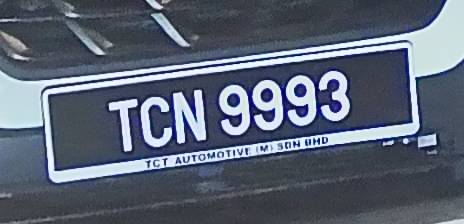 TCN 9993
TCT AUTOMOTIVE (M) SDN BHD